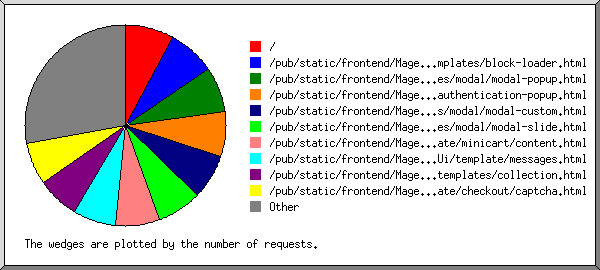 /
/pub/static/frontend/Mage...mplates/block-loader.html
/pub/static/frontend/Mage...es/modal/modal-popup.html
/pub/static/frontend/Mage...authentication-popup.html
/pub/static/frontend/Mage...s/modal/modal-custom.html
/pub/static/frontend/Mage...es/modal/modal-slide.html
/pub/static/frontend/Mage...ate/minicart/content.html
/pub/static/frontend/Mage...Ui/template/messages.html
/pub/static/frontend/Mage...templates/collection.html
/pub/static/frontend/Mage...ate/checkout/captcha.html
Other
The wedges are plotted by the number of requests.